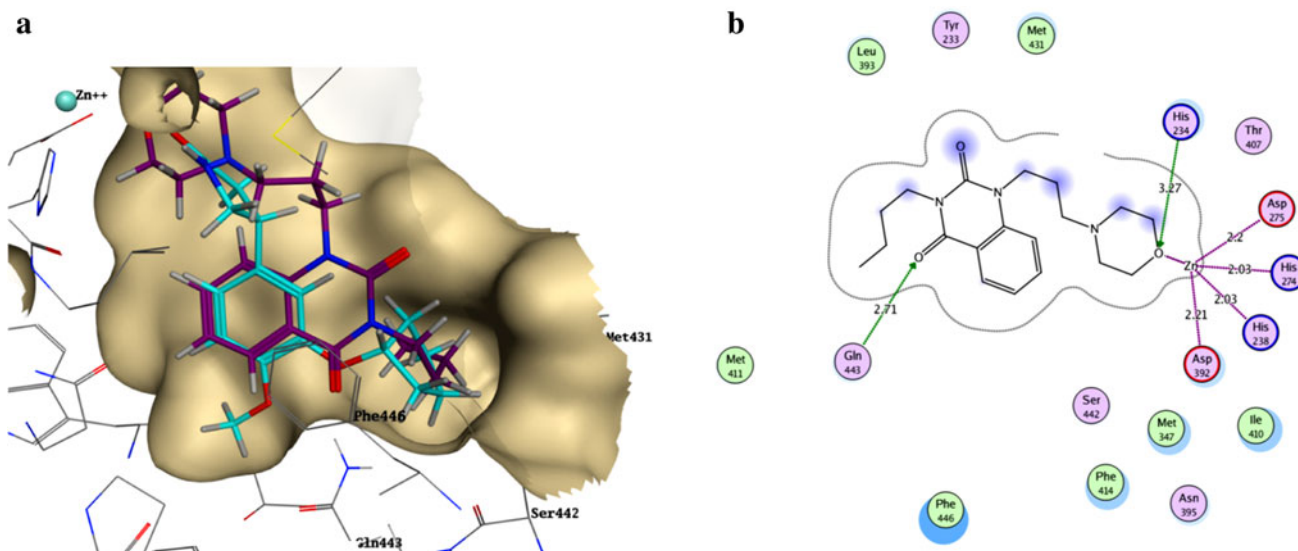 a
Zn++
Met431
Phe446
Ser442
Gln443
b
Tyr
233
Met
431
Leu
393
His
234
Thr
407
O
N
N
O
3.27
N
O
Zn
Asp
275
2.2
2.03
His
274
2.03
2.21
His
238
Asp
392
2.71
Gln
443
Met
411
Ser
442
Met
347
Ile
410
Phe
414
Asn
395
Phe
446